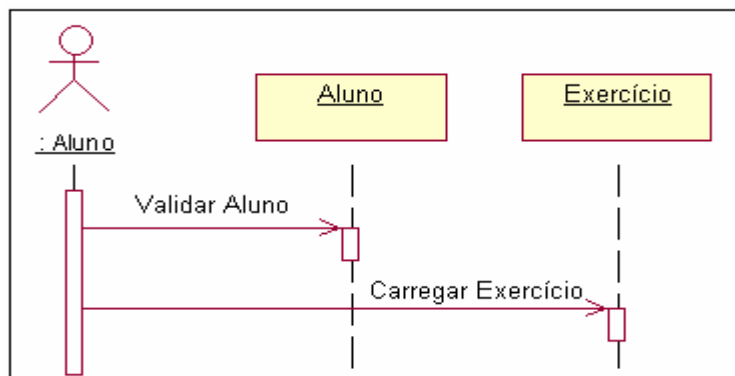 Aluno
Exercício
: Aluno
Validar Aluno
Carregar Exercício